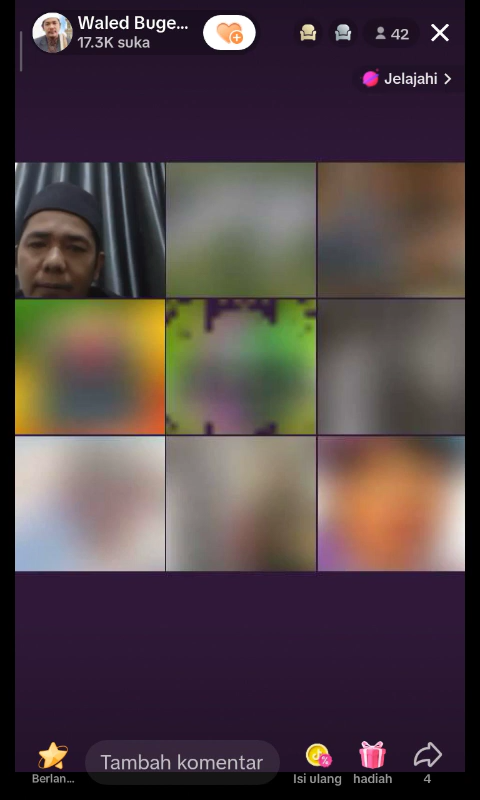 Waled Buge...
17.3K suka
42
Jelajahi
Tambah komentar
Berlan...
Isi ulang
hadiah
4